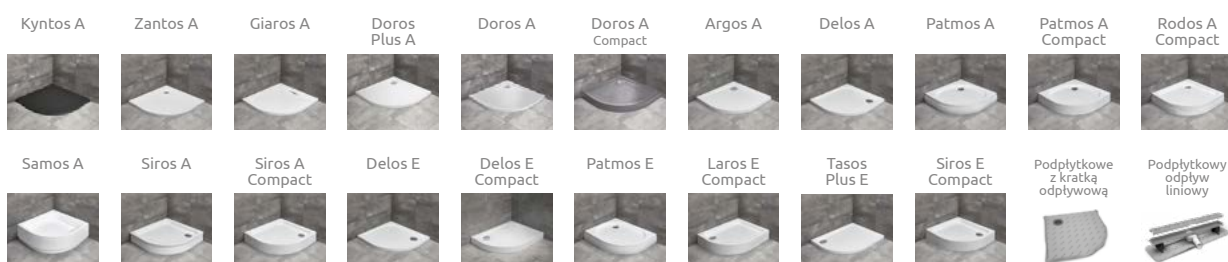 Kyntos A
Zantos A
Giaros A
Doros
Plus A
Doros A
Doros A
Compact
Argos A
Delos A
Patmos A
Patmos A
Compact
Rodos A
Compact
Samos A
Siros A
Siros A
Compact
Delos E
Delos E
Compact
Patmos E
Laros E
Compact
Tasos
Plus E
Siros E
Compact
Podpłytkowe
z kratką
odpływową
Podpłytkowy
odpływ
liniowy